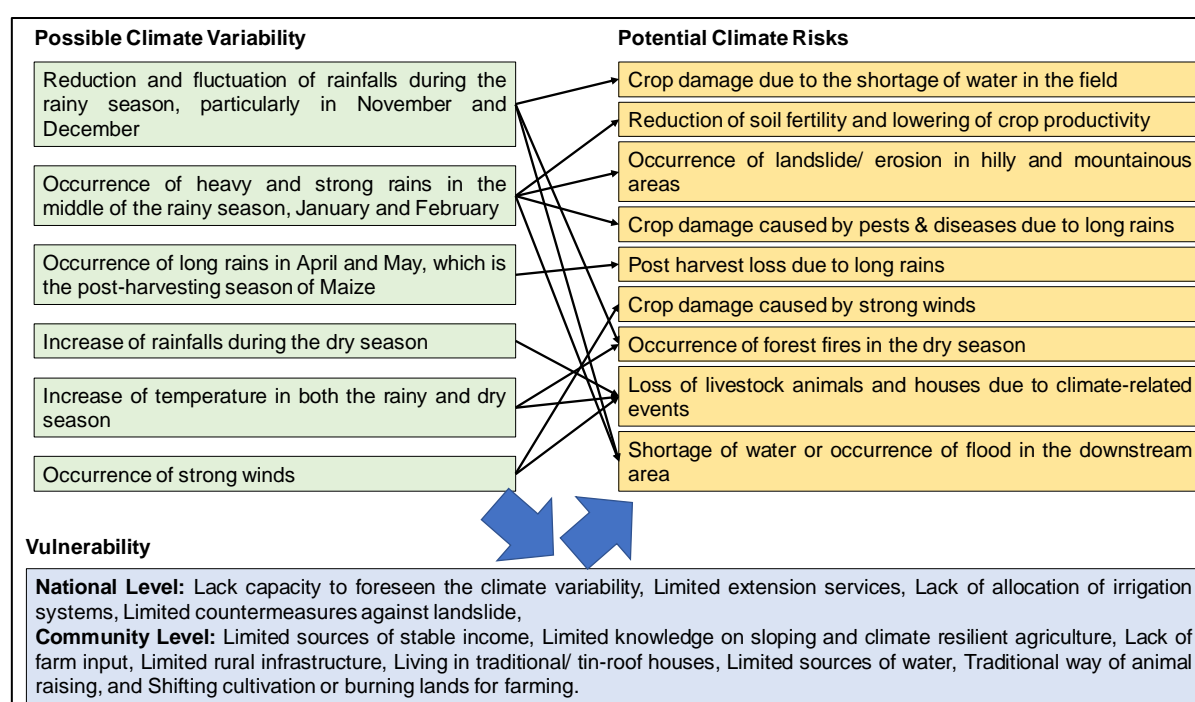 Possible Climate Variability
Reduction and fluctuation of rainfalls during the
rainy season, particularly in November and
December
Occurrence of heavy and strong rains in the
middle of the rainy season, January and February
Occurrence of long rains in April and May, which is
the post-harvesting season of Maize
Increase of rainfalls during the dry season
Increase of temperature in both the rainy and dry
season
Occurrence of strong winds
Potential Climate Risks
Crop damage due to the shortage of water in the field
Reduction of soil fertility and lowering of crop productivity
Occurrence of landslide/ erosion in hilly and mountainous
areas
Crop damage caused by pests & diseases due to long rains
Post harvest loss due to long rains
Crop damage caused by strong winds
Occurrence of forest fires in the dry season
Loss of livestock animals and houses due to climate-related
events
Shortage of water or occurrence of flood in the downstream
area
Vulnerability
National Level: Lack capacity to foreseen the climate variability, Limited extension services, Lack of allocation of irrigation
systems, Limited countermeasures against landslide,
Community Level: Limited sources of stable income, Limited knowledge on sloping and climate resilient agriculture, Lack of
farm input, Limited rural infrastructure, Living in traditional/ tin-roof houses, Limited sources of water, Traditional way of animal
raising, and Shifting cultivation or burning lands for farming.